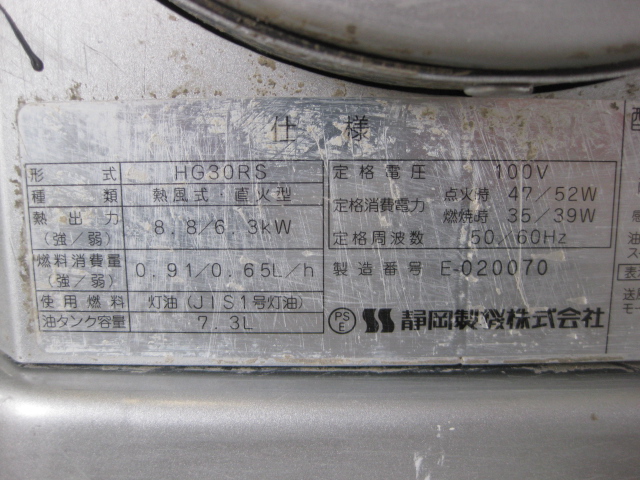 仕様
形式 HG30RS
種類 熱風式・直火型
熱出力(強/弱) 8.8/6.3kW
燃料消費量(強/弱) 0.91/0.65L/h
使用燃料 灯油(JIS1号灯油)
油タンク容量 7.3L
定格電圧 100V
定格消費電力 点火時 47/52W
燃焼時 35/39W
定格周波数 50/60Hz
製造番号 E-020070
PSE 静岡製機株式会社